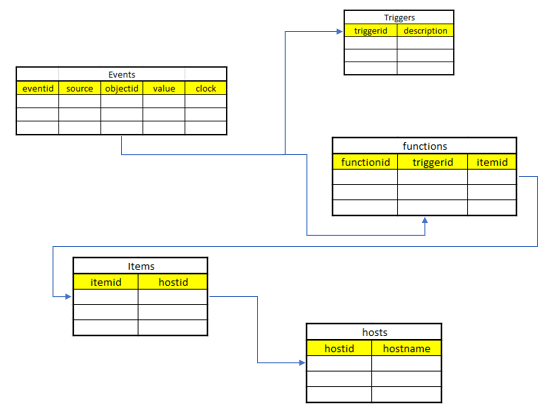 Triggers
triggerid description
Events
eventid source objectid value clock
functions
functionid triggerid itemid
Items
itemid hostid
hosts
hostid hostname